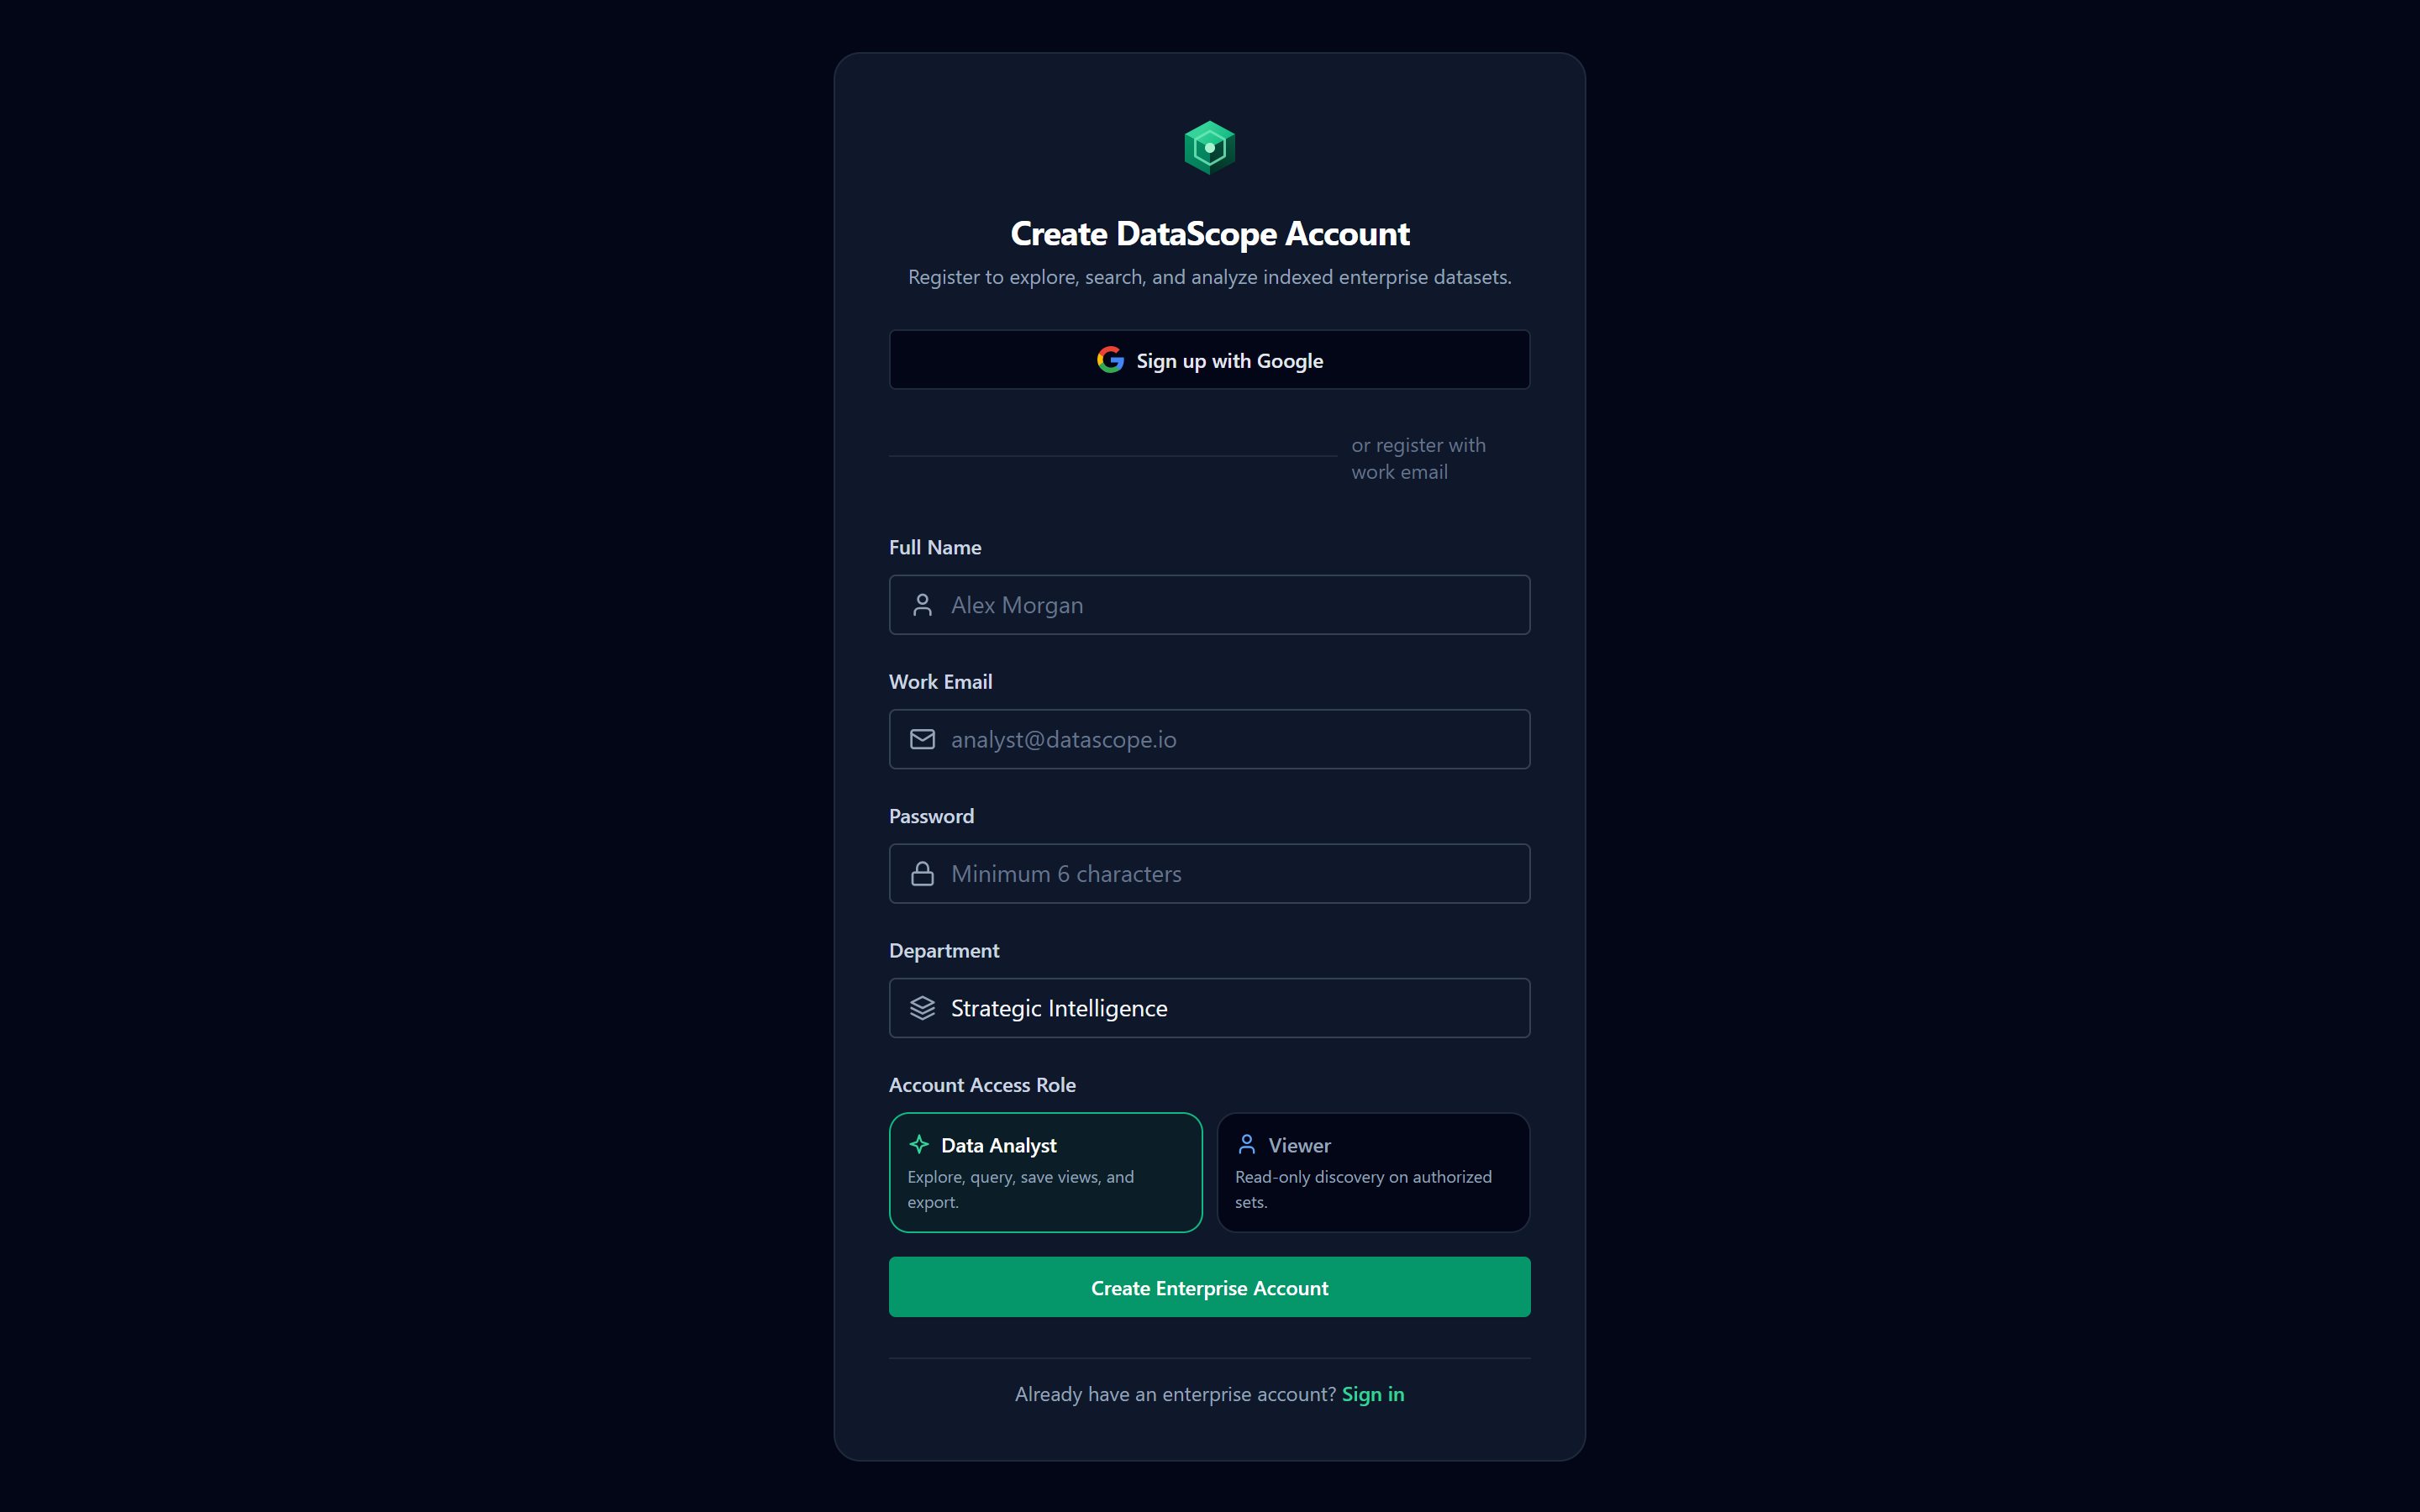 Create DataScope Account
Register to explore, search, and analyze indexed enterprise datasets.
Sign up with Google
or register with
work email
Full Name
Alex Morgan
Work Email
analyst@datascope.io
Password
Minimum 6 characters
Department
Strategic Intelligence
Account Access Role
Data Analyst
Explore, query, save views, and
export.
Viewer
Read-only discovery on authorized
sets.
Create Enterprise Account
Already have an enterprise account? Sign in